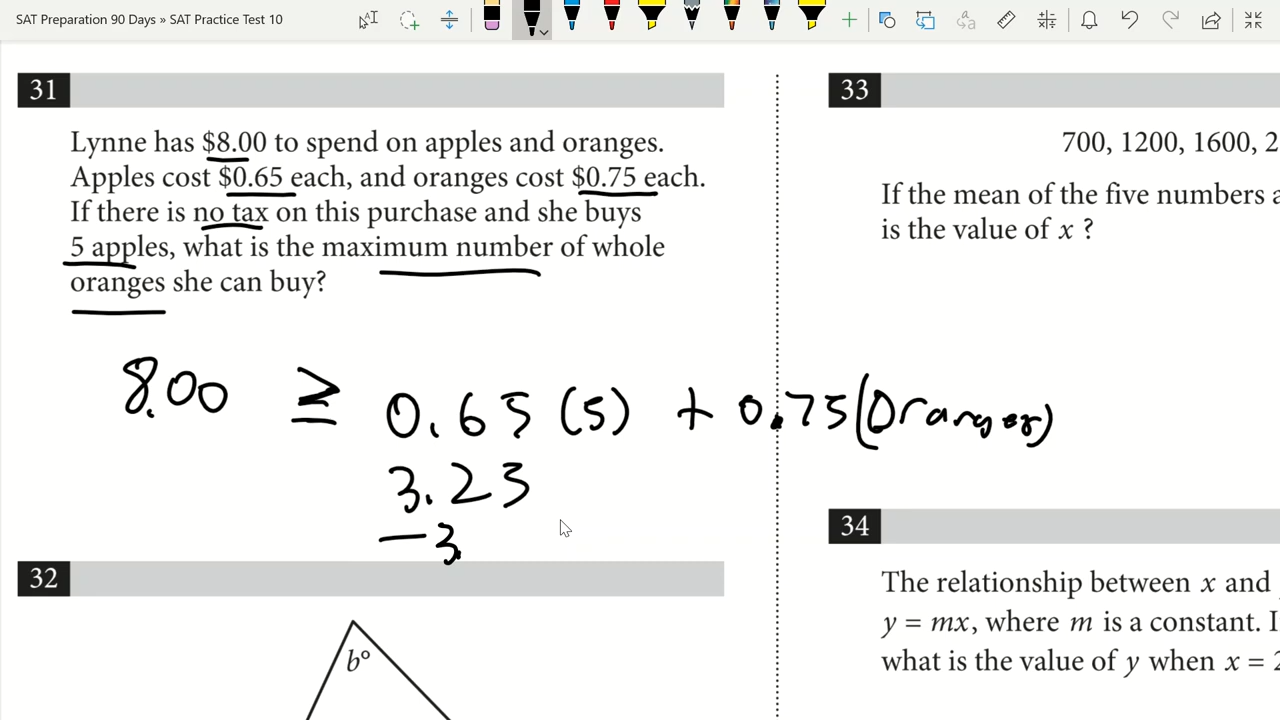 SAT Preparation 90 Days » SAT Practice Test 10
31
Lynne has $8.00 to spend on apples and oranges.
Apples cost $0.65 each, and oranges cost $0.75 each.
If there is no tax on this purchase and she buys
5 apples, what is the maximum number of whole
oranges she can buy?
8.00 ≥ 0.65 (5) + 0.75 (Oranges)
3.25
-3.
32
b°
33
700, 1200, 1600, 2
If the mean of the five numbers a
is the value of x ?
34
The relationship between x and
y = mx, where m is a constant. I
what is the value of y when x = 2